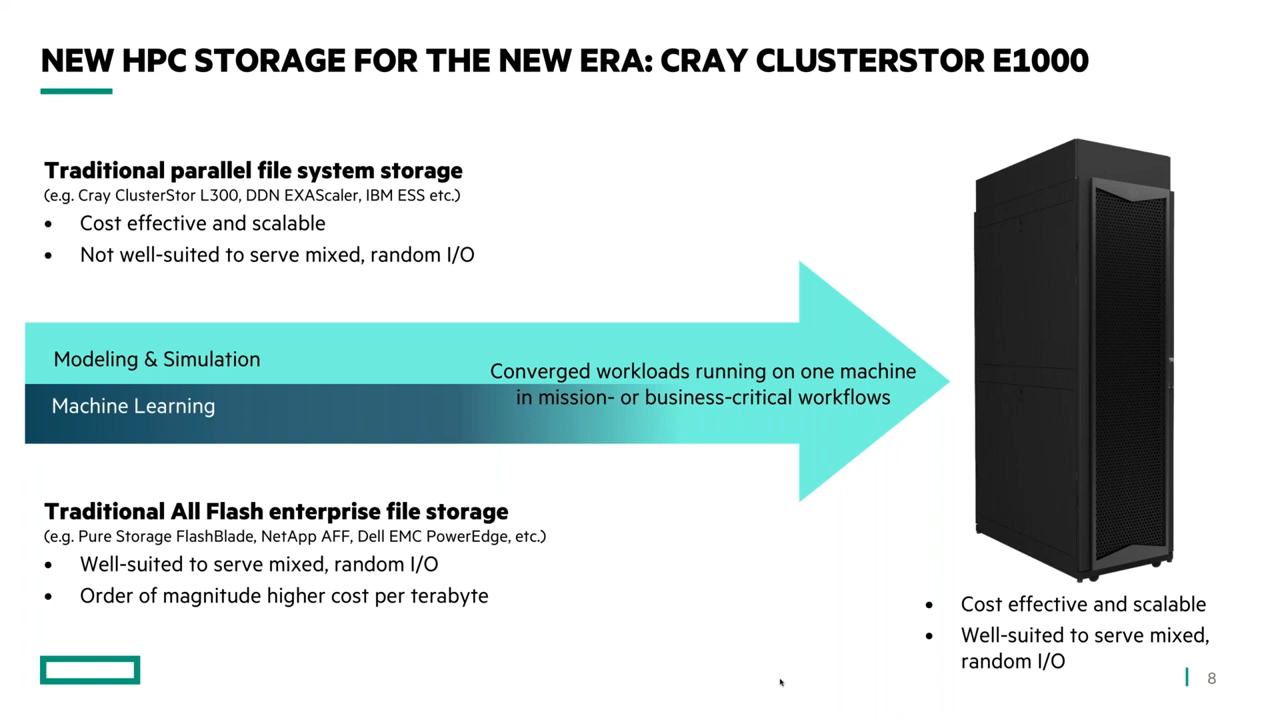 NEW HPC STORAGE FOR THE NEW ERA: CRAY CLUSTERSTOR E1000
Traditional parallel file system storage
(e.g. Cray ClusterStor L300, DDN EXAScaler, IBM ESS etc.)
• Cost effective and scalable
• Not well-suited to serve mixed, random I/O
Modeling & Simulation
Machine Learning
Converged workloads running on one machine
in mission- or business-critical workflows
Traditional All Flash enterprise file storage
(e.g. Pure Storage FlashBlade, NetApp AFF, Dell EMC PowerEdge, etc.)
• Well-suited to serve mixed, random I/O
• Order of magnitude higher cost per terabyte
• Cost effective and scalable
• Well-suited to serve mixed,
random I/O
8